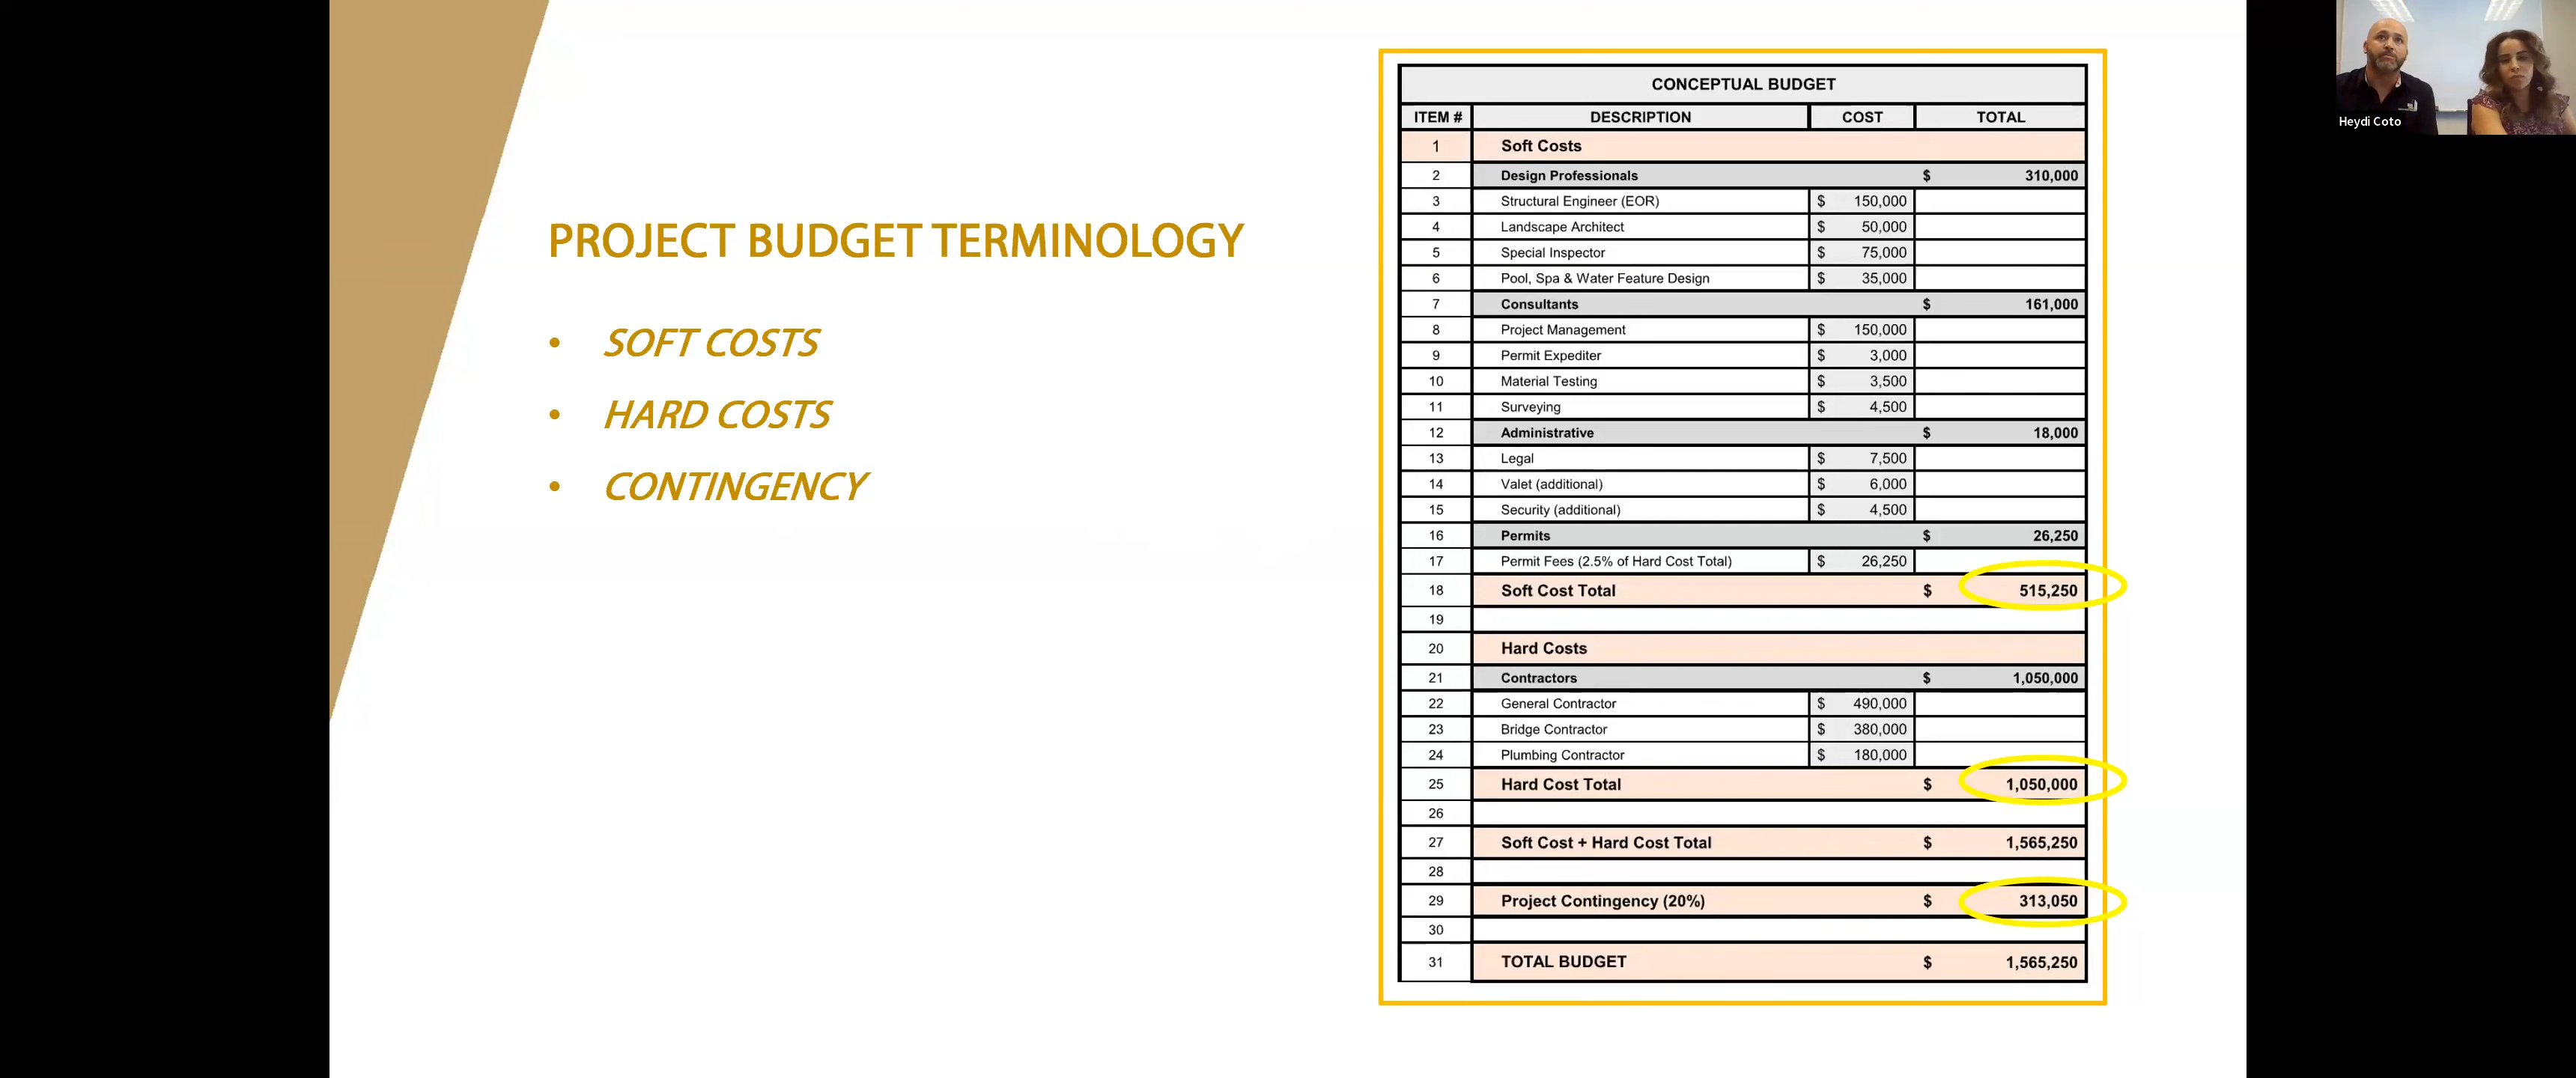 PROJECT BUDGET TERMINOLOGY
• SOFT COSTS
• HARD COSTS
• CONTINGENCY
CONCEPTUAL BUDGET
ITEM # DESCRIPTION COST TOTAL
1 Soft Costs
2 Design Professionals $ 310,000
3 Structural Engineer (EOR) $ 150,000
4 Landscape Architect $ 50,000
5 Special Inspector $ 75,000
6 Pool, Spa & Water Feature Design $ 35,000
7 Consultants $ 161,000
8 Project Management $ 150,000
9 Permit Expediter $ 3,000
10 Material Testing $ 3,500
11 Surveying $ 4,500
12 Administrative $ 18,000
13 Legal $ 7,500
14 Valet (additional) $ 6,000
15 Security (additional) $ 4,500
16 Permits $ 26,250
17 Permit Fees (2.5% of Hard Cost Total) $ 26,250
18 Soft Cost Total $ 515,250
19
20 Hard Costs
21 Contractors $ 1,050,000
22 General Contractor $ 490,000
23 Bridge Contractor $ 380,000
24 Plumbing Contractor $ 180,000
25 Hard Cost Total $ 1,050,000
26
27 Soft Cost + Hard Cost Total $ 1,565,250
28
29 Project Contingency (20%) $ 313,050
30
31 TOTAL BUDGET $ 1,565,250
Heydi Coto